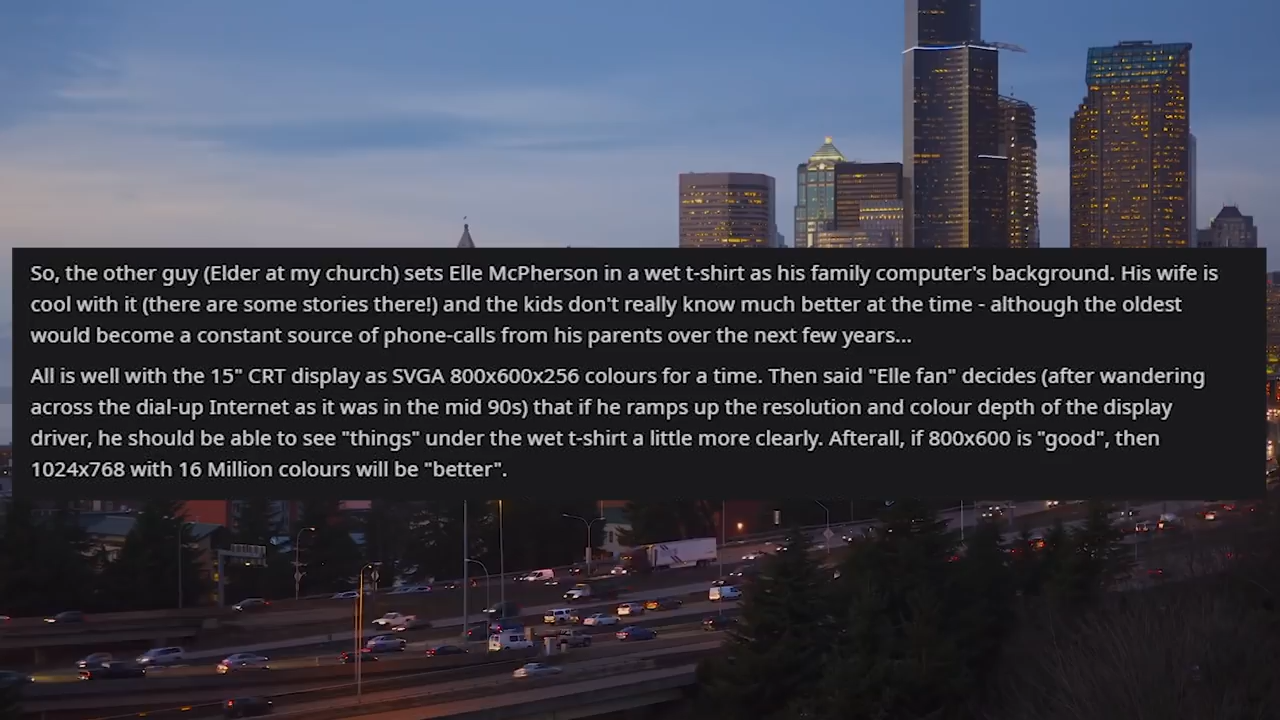 So, the other guy (Elder at my church) sets Elle McPherson in a wet t-shirt as his family computer's background. His wife is
cool with it (there are some stories there!) and the kids don't really know much better at the time - although the oldest
would become a constant source of phone-calls from his parents over the next few years...
All is well with the 15" CRT display as SVGA 800x600x256 colours for a time. Then said "Elle fan" decides (after wandering
across the dial-up Internet as it was in the mid 90s) that if he ramps up the resolution and colour depth of the display
driver, he should be able to see "things" under the wet t-shirt a little more clearly. Afterall, if 800x600 is "good", then
1024x768 with 16 Million colours will be "better".